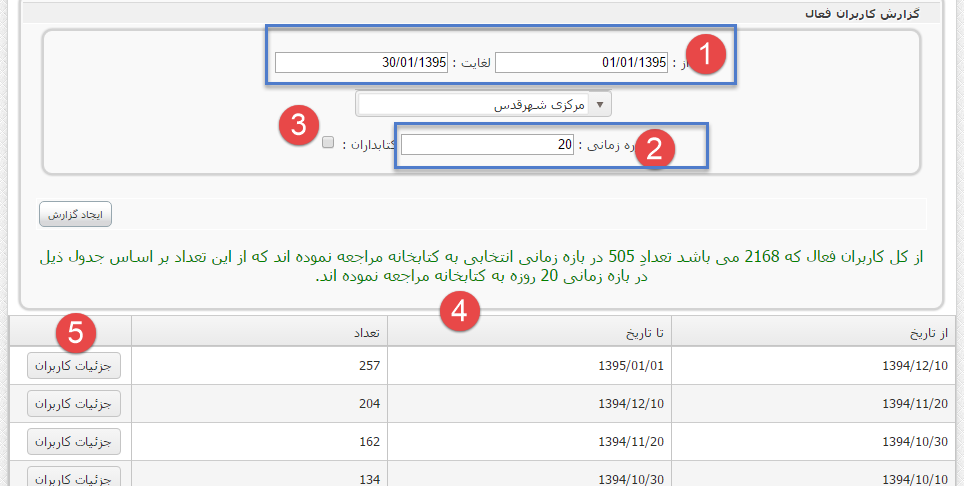 گزارش کاربران فعال
از : 01/01/1395 لغایت : 30/01/1395
1
مرکزی شهرقدس
ره زمانی : 20 کتابداران :
2
3
ایجاد گزارش
از کل کاربران فعال که 2168 می باشد تعداد 505 در بازه زمانی انتخابی به کتابخانه مراجعه نموده اند که از این تعداد بر اساس جدول ذیل
در بازه زمانی 20 روزه به کتابخانه مراجعه نموده اند.
4
5
از تاریخ تا تاریخ تعداد
1394/12/10 1395/01/01 257 جزئیات کاربران
1394/11/20 1394/12/10 204 جزئیات کاربران
1394/10/30 1394/11/20 162 جزئیات کاربران
1394/10/10 1394/10/30 134 جزئیات کاربران